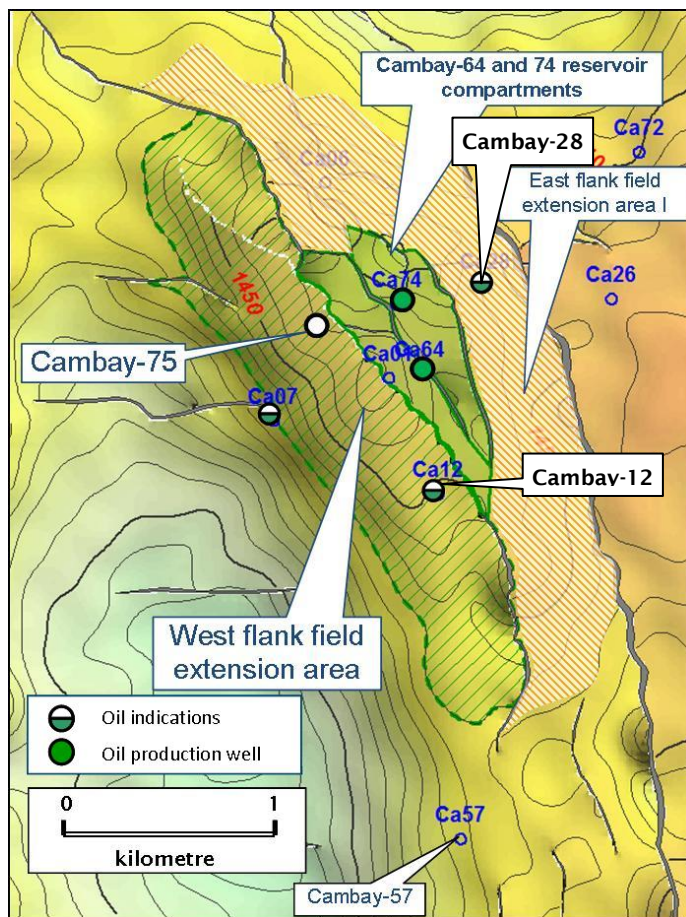 Cambay-64 and 74 reservoir
compartments
Ca72
Cambay-28
Ca06
East flank field
extension area I
Ca26
Ca74
1450
Cambay-75
Ca01
Ca64
Ca07
Ca12
Cambay-12
West flank field
extension area
Oil indications
Oil production well
0 1
kilometre
Ca57
Cambay-57